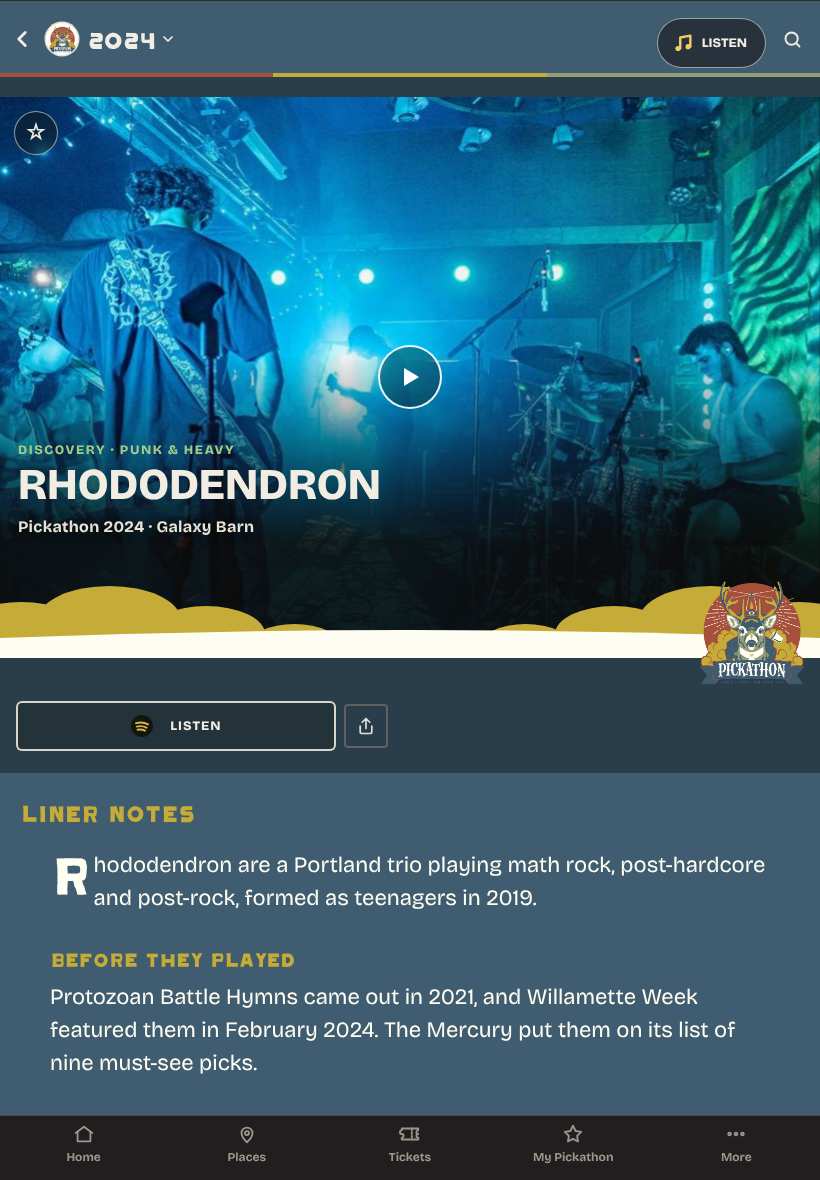 2024
LISTEN
DISCOVERY · PUNK & HEAVY
RHODODENDRON
Pickathon 2024 · Galaxy Barn
PICKATHON
LISTEN
LINER NOTES
Rhododendron are a Portland trio playing math rock, post-hardcore
and post-rock, formed as teenagers in 2019.
BEFORE THEY PLAYED
Protozoan Battle Hymns came out in 2021, and Willamette Week
featured them in February 2024. The Mercury put them on its list of
nine must-see picks.
Home
Places
Tickets
My Pickathon
More